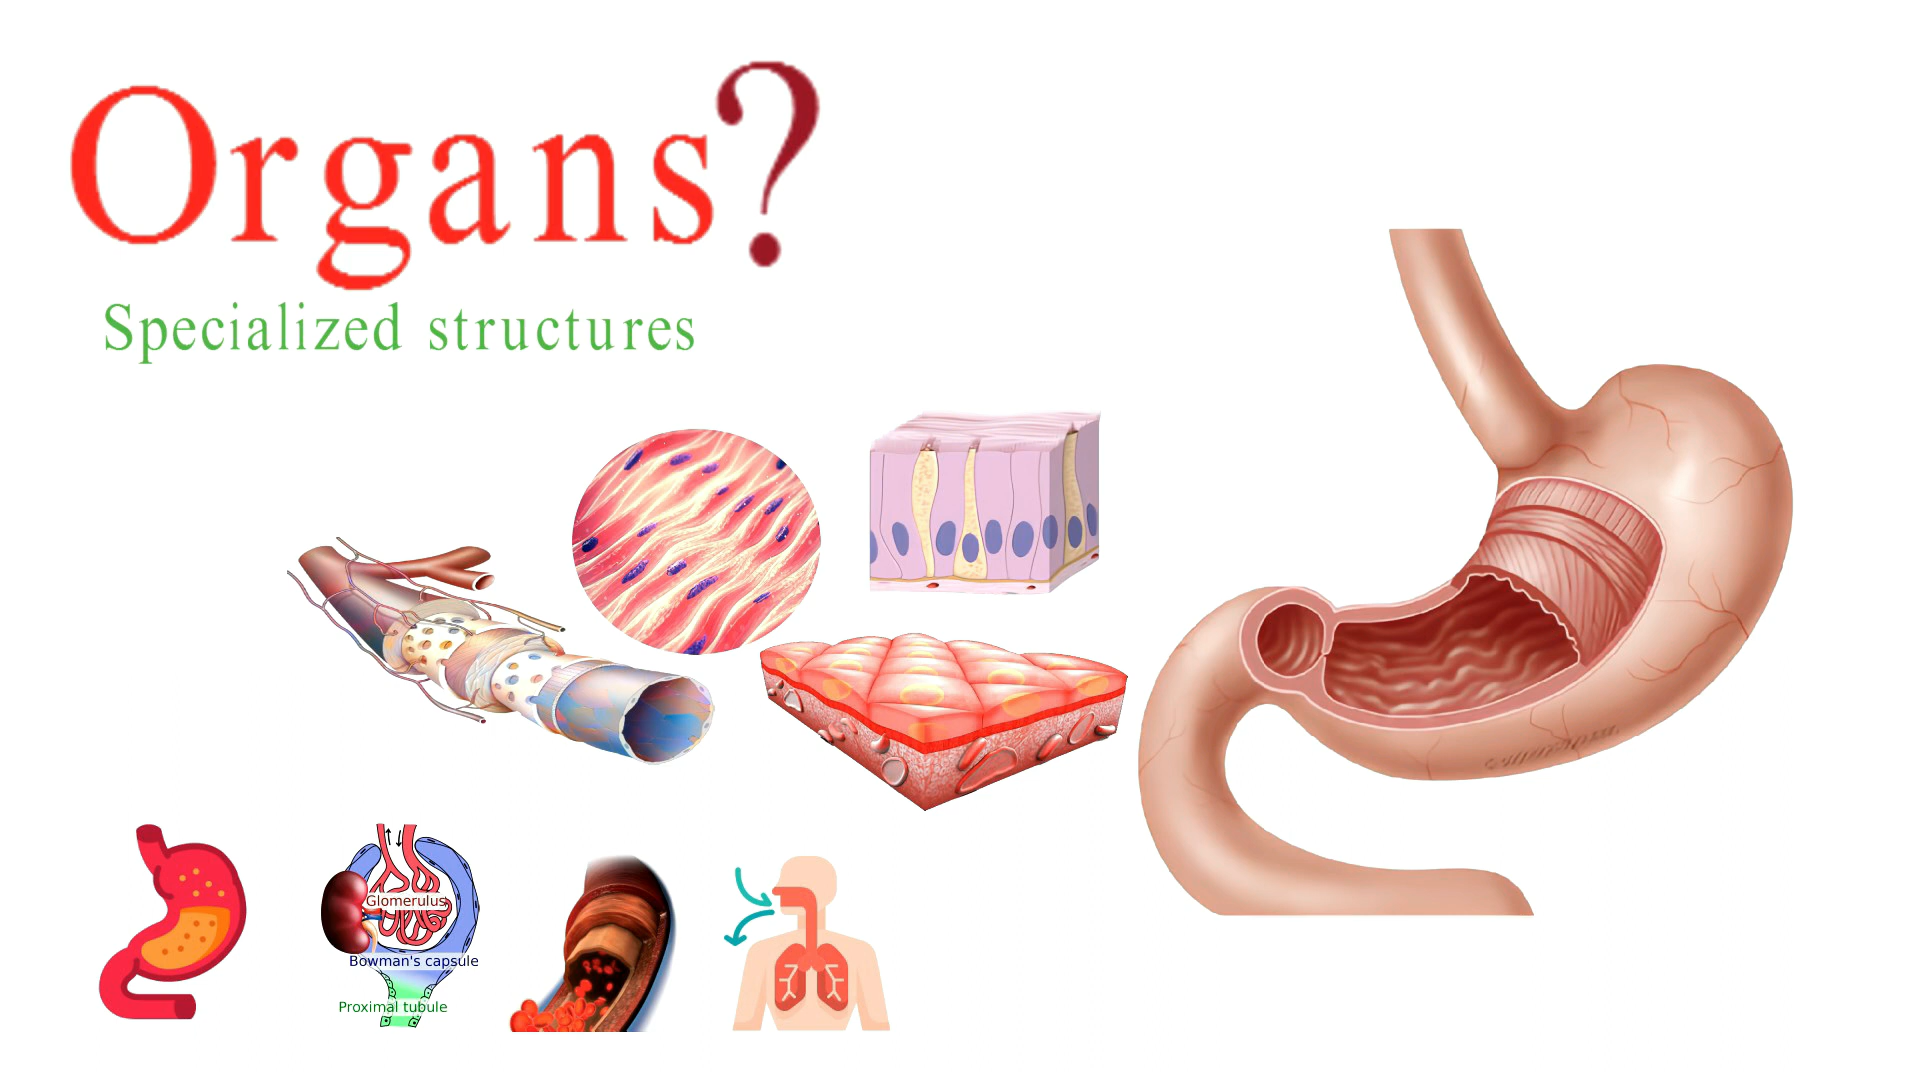 Organs?
Specialized structures
Glomerulus
Bowman's capsule
Proximal tubule